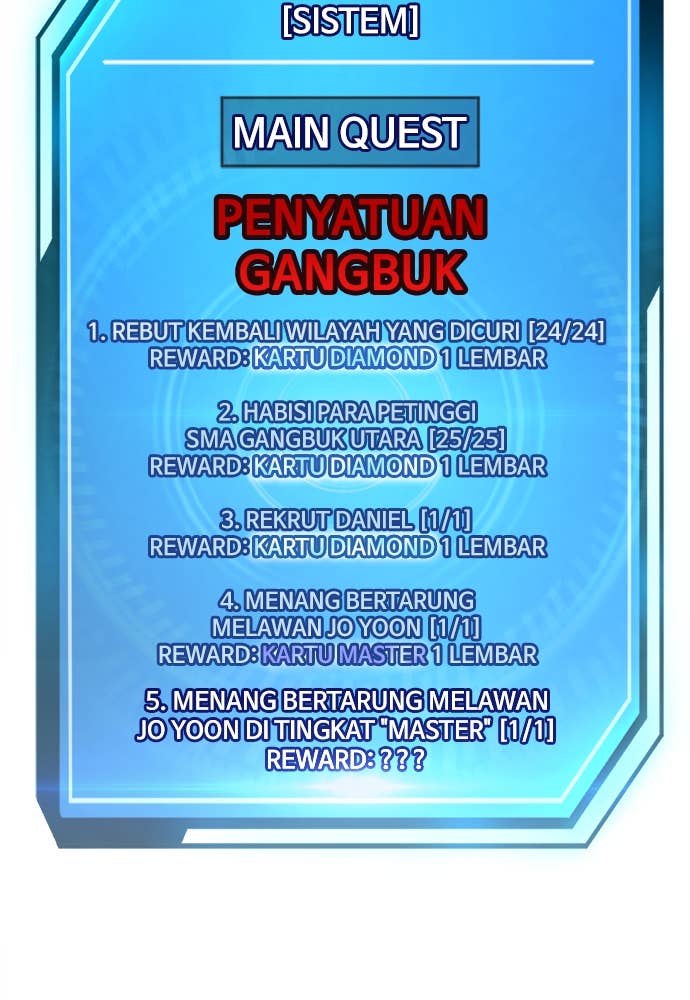 [SISTEM]
MAIN QUEST
PENYATUAN
GANGBUK
1. REBUT KEMBALI WILAYAH YANG DICURI [24/24]
REWARD: KARTU DIAMOND 1 LEMBAR
2. HABISI PARA PETINGGI
SMA GANGBUK UTARA [25/25]
REWARD: KARTU DIAMOND 1 LEMBAR
3. REKRUT DANIEL [1/1]
REWARD: KARTU DIAMOND 1 LEMBAR
4. MENANG BERTARUNG
MELAWAN JO YOON [1/1]
REWARD: KARTU MASTER 1 LEMBAR
5. MENANG BERTARUNG MELAWAN
JO YOON DI TINGKAT "MASTER" [1/1]
REWARD: ???